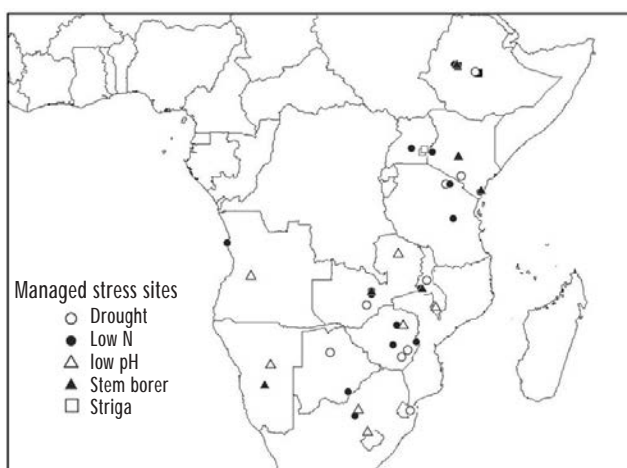 Managed stress sites
Drought
Low N
low pH
Stem borer
Striga